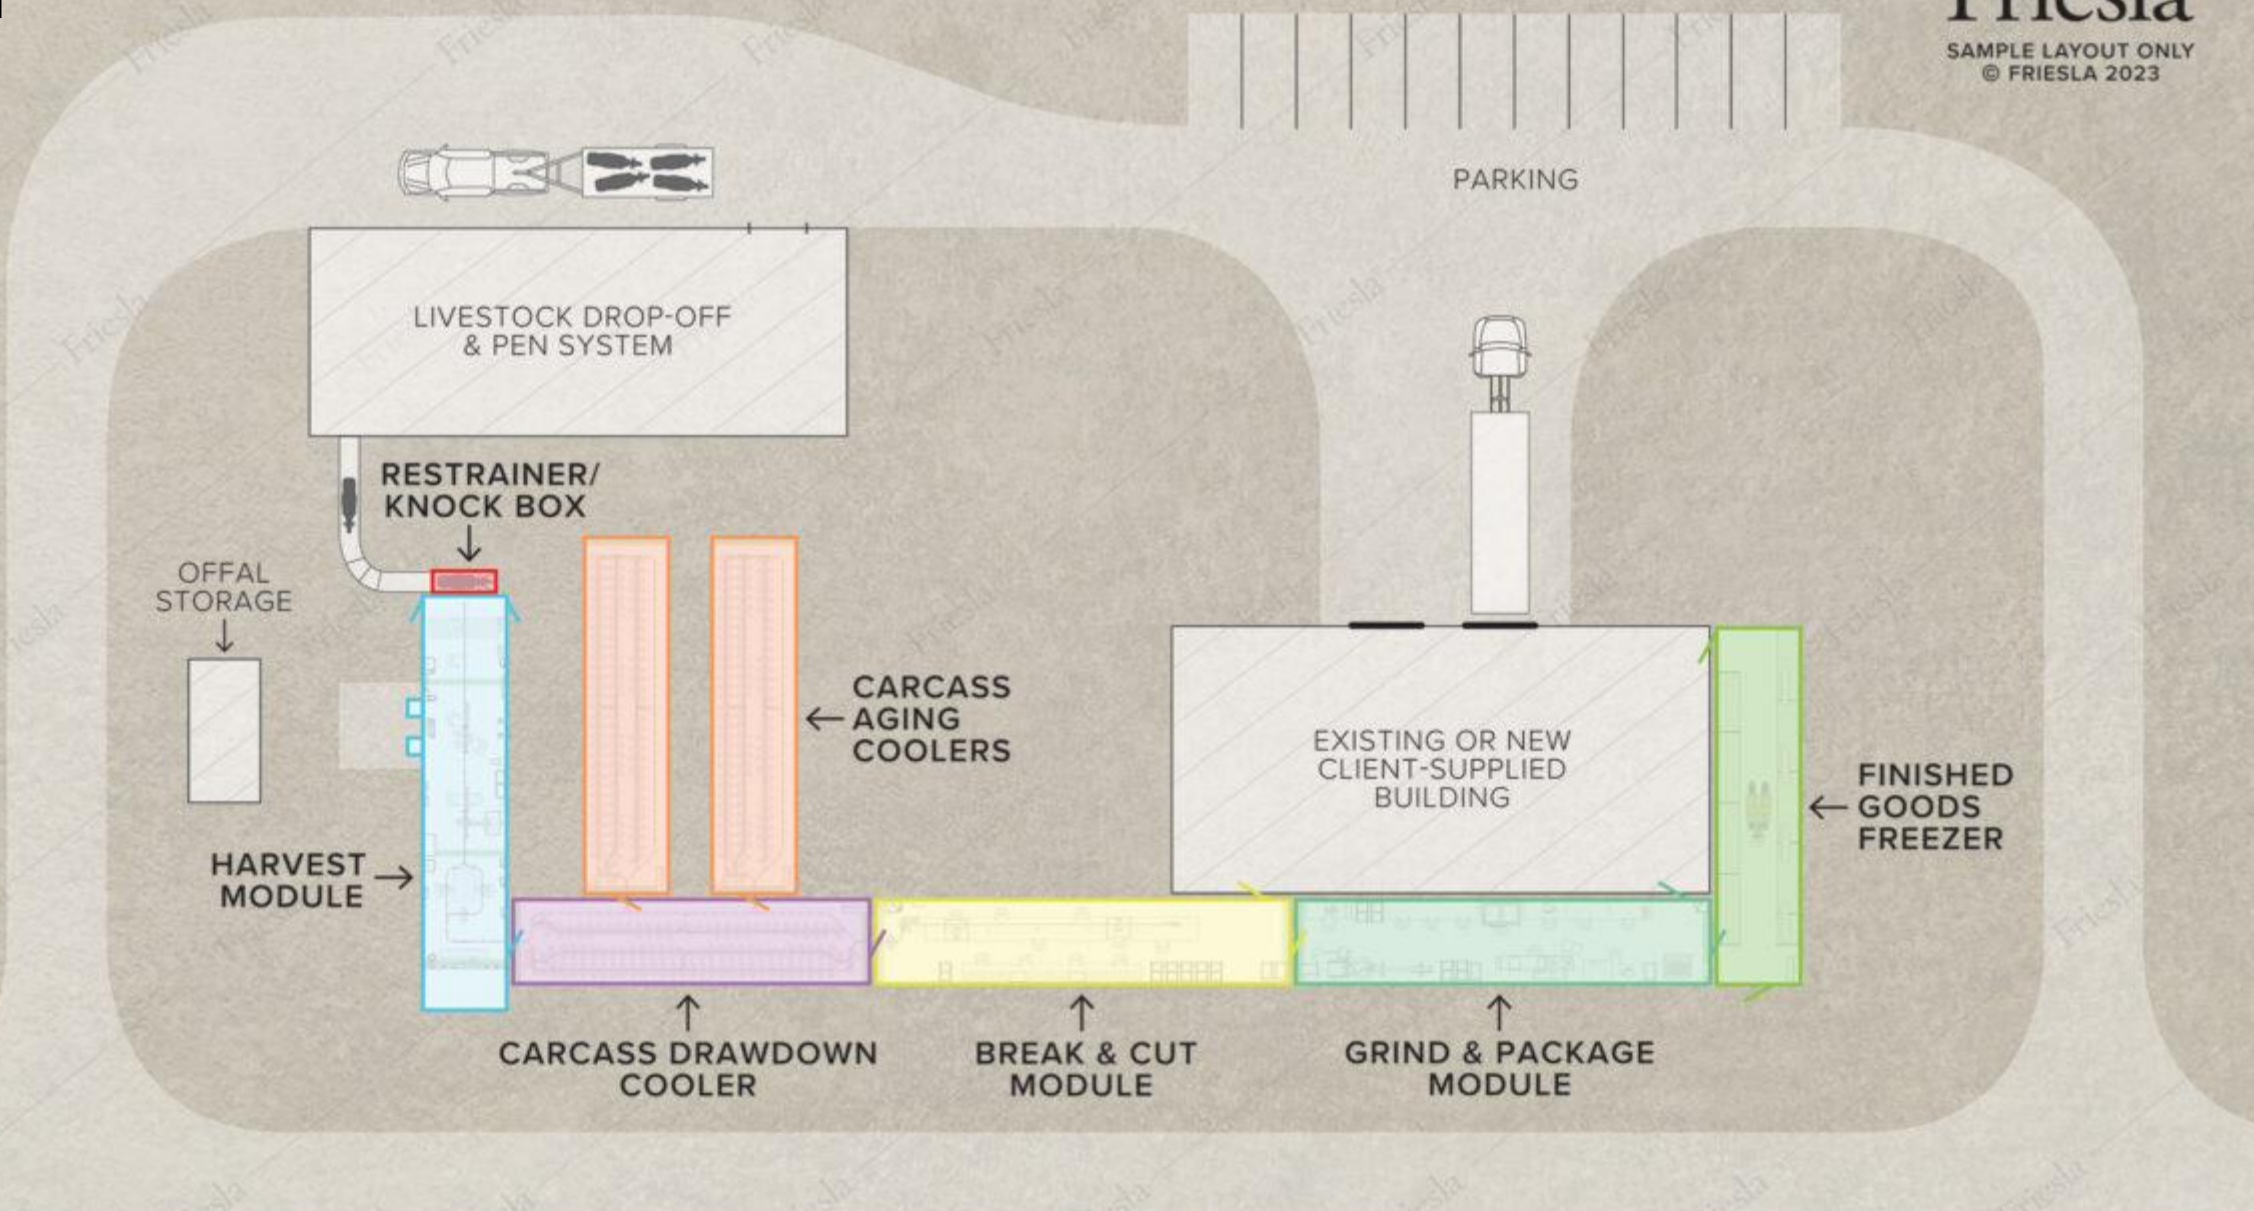 Friesla
SAMPLE LAYOUT ONLY
© FRIESLA 2023
PARKING
LIVESTOCK DROP-OFF
& PEN SYSTEM
RESTRAINER/
KNOCK BOX
OFFAL
STORAGE
CARCASS
AGING
COOLERS
EXISTING OR NEW
CLIENT-SUPPLIED
BUILDING
FINISHED
GOODS
FREEZER
HARVEST
MODULE
CARCASS DRAWDOWN
COOLER
BREAK & CUT
MODULE
GRIND & PACKAGE
MODULE